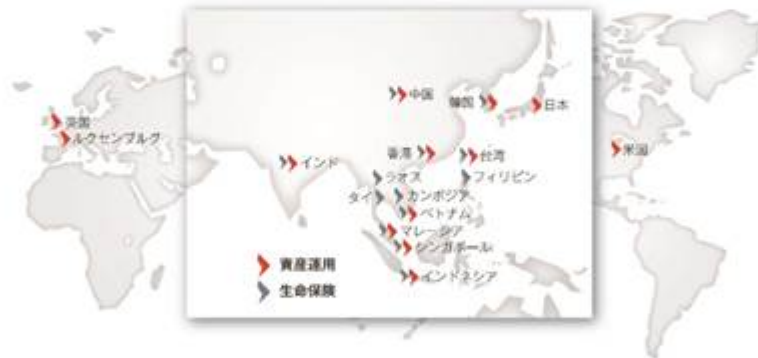 英国
ルクセンブルグ
中国
韓国
日本
香港
台湾
米国
インド
ラオス
フィリピン
タイ
カンボジア
ベトナム
マレーシア
シンガポール
インドネシア
資産運用
生命保険